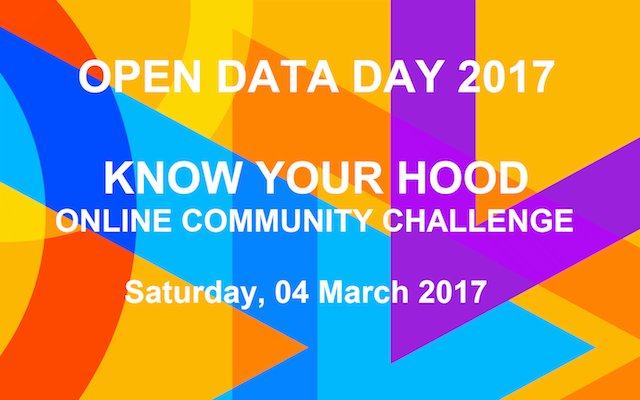 OPEN DATA DAY 2017
KNOW YOUR HOOD
ONLINE COMMUNITY CHALLENGE
Saturday, 04 March 2017